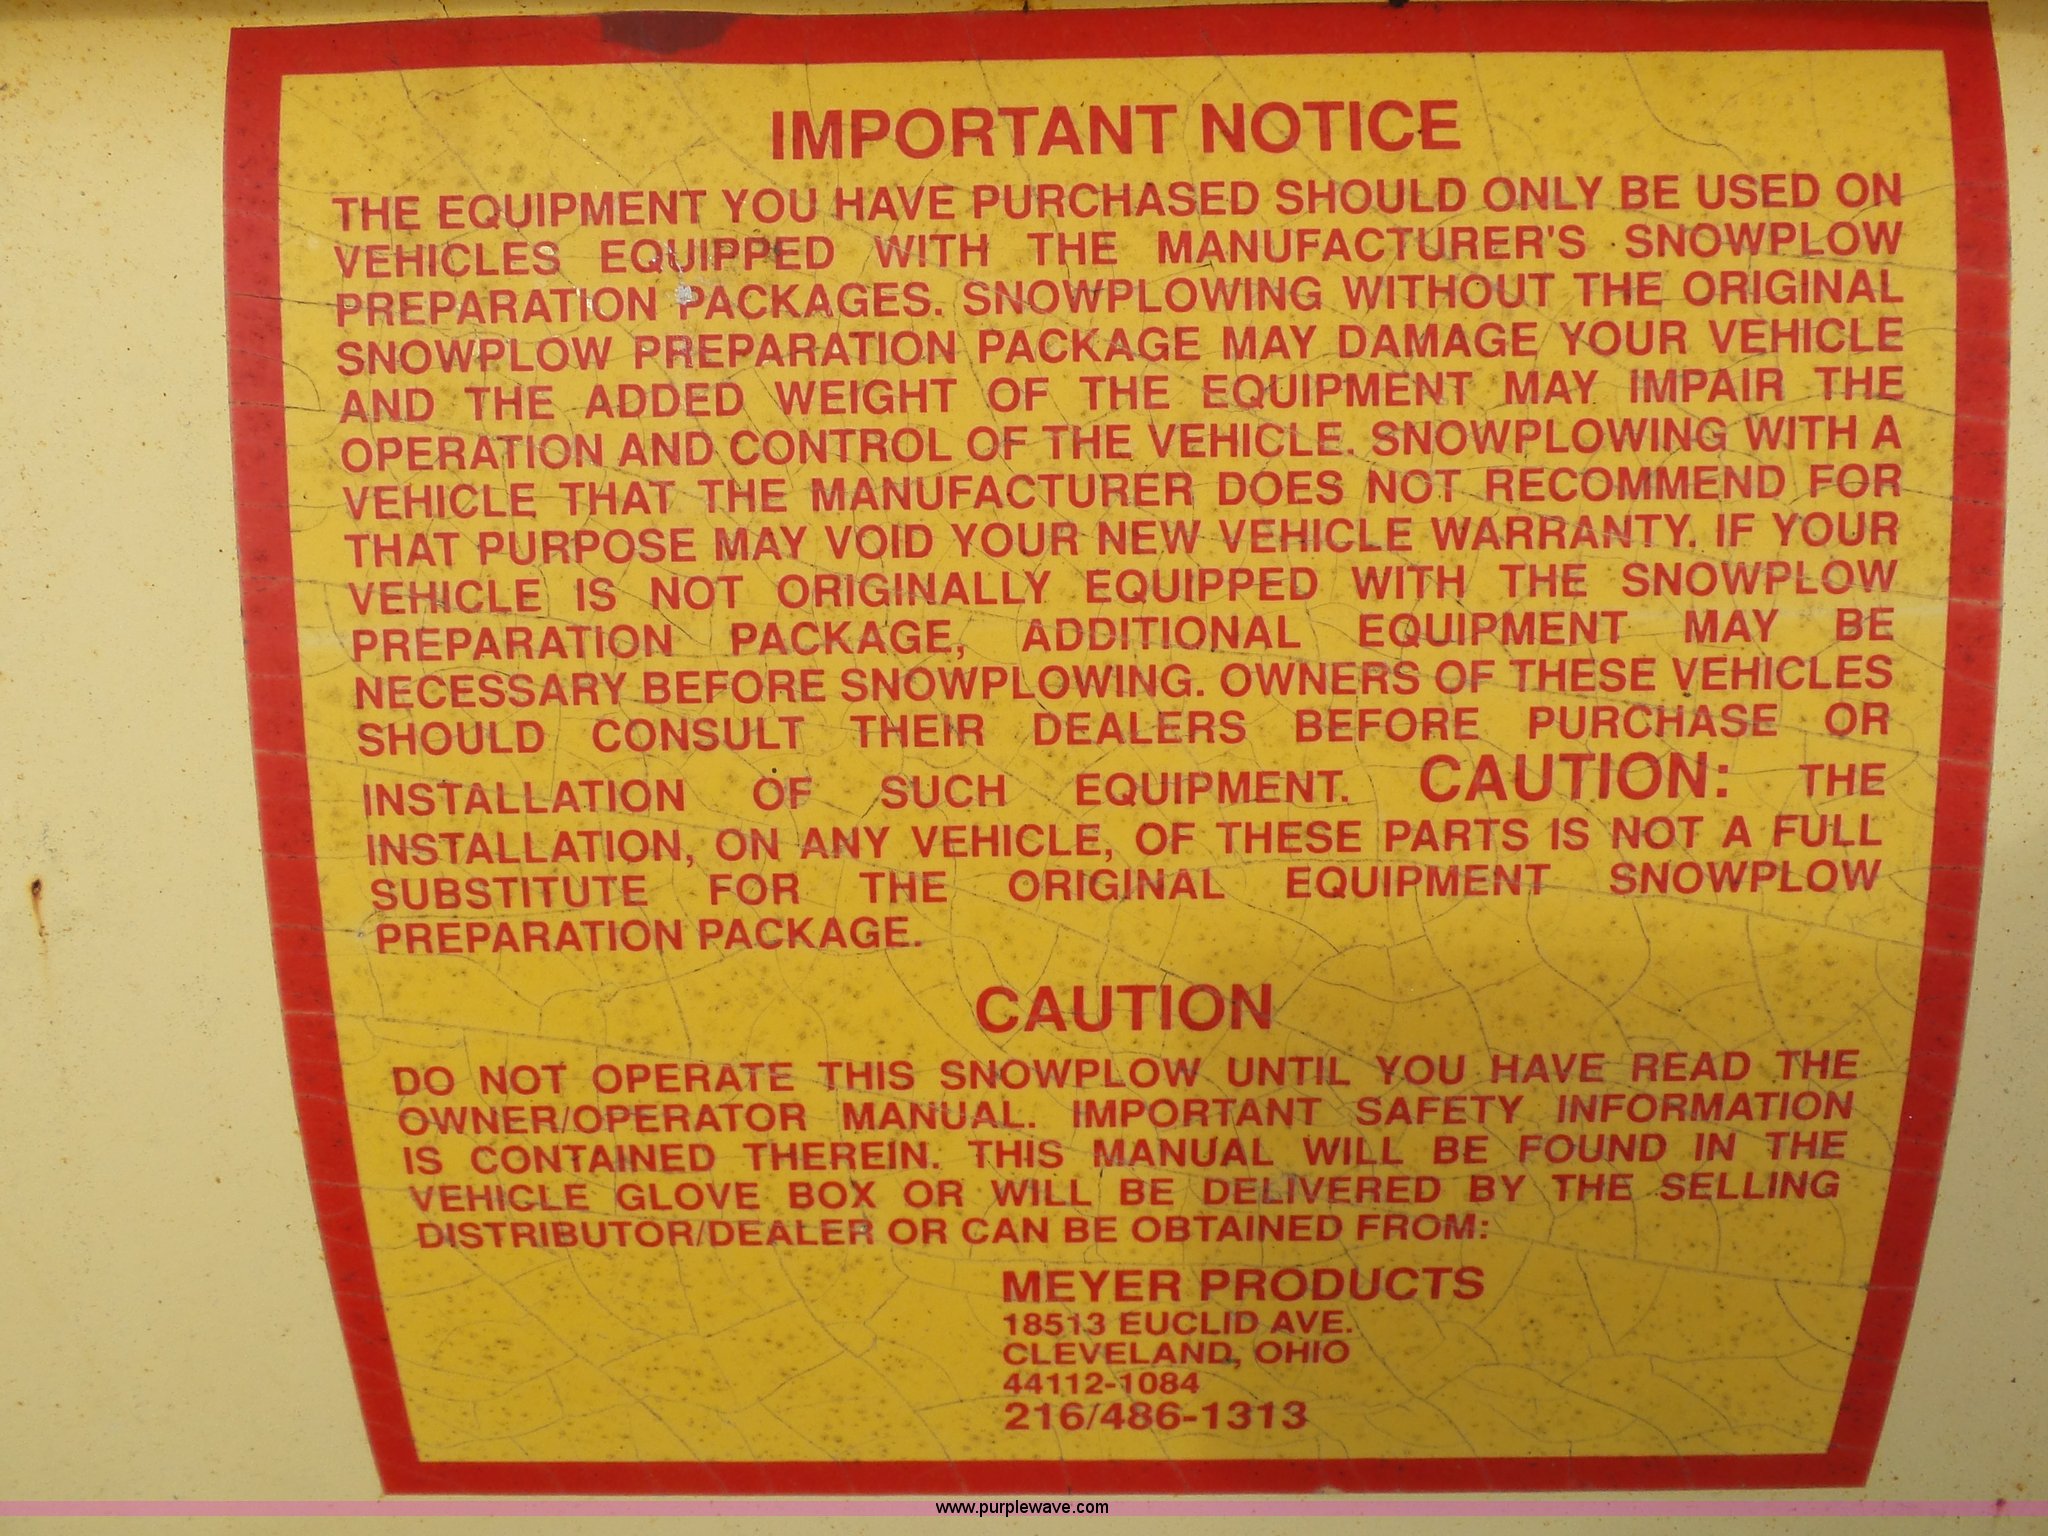 IMPORTANT NOTICE
THE EQUIPMENT YOU HAVE PURCHASED SHOULD ONLY BE USED ON
VEHICLES EQUIPPED WITH THE MANUFACTURER'S SNOWPLOW
PREPARATION PACKAGES. SNOWPLOWING WITHOUT THE ORIGINAL
SNOWPLOW PREPARATION PACKAGE MAY DAMAGE YOUR VEHICLE
AND THE ADDED WEIGHT OF THE EQUIPMENT MAY IMPAIR THE
OPERATION AND CONTROL OF THE VEHICLE. SNOWPLOWING WITH A
VEHICLE THAT THE MANUFACTURER DOES NOT RECOMMEND FOR
THAT PURPOSE MAY VOID YOUR NEW VEHICLE WARRANTY. IF YOUR
VEHICLE IS NOT ORIGINALLY EQUIPPED WITH THE SNOWPLOW
PREPARATION PACKAGE, ADDITIONAL EQUIPMENT MAY BE
NECESSARY BEFORE SNOWPLOWING. OWNERS OF THESE VEHICLES
SHOULD CONSULT THEIR DEALERS BEFORE PURCHASE OR
INSTALLATION OF SUCH EQUIPMENT. CAUTION: THE
INSTALLATION, ON ANY VEHICLE, OF THESE PARTS IS NOT A FULL
SUBSTITUTE FOR THE ORIGINAL EQUIPMENT SNOWPLOW
PREPARATION PACKAGE.
CAUTION
DO NOT OPERATE THIS SNOWPLOW UNTIL YOU HAVE READ THE
OWNER/OPERATOR MANUAL. IMPORTANT SAFETY INFORMATION
IS CONTAINED THEREIN. THIS MANUAL WILL BE FOUND IN THE
VEHICLE GLOVE BOX OR WILL BE DELIVERED BY THE SELLING
DISTRIBUTOR/DEALER OR CAN BE OBTAINED FROM:
MEYER PRODUCTS
18513 EUCLID AVE.
CLEVELAND, OHIO
44112-1084
216/486-1313
www.purplewave.com